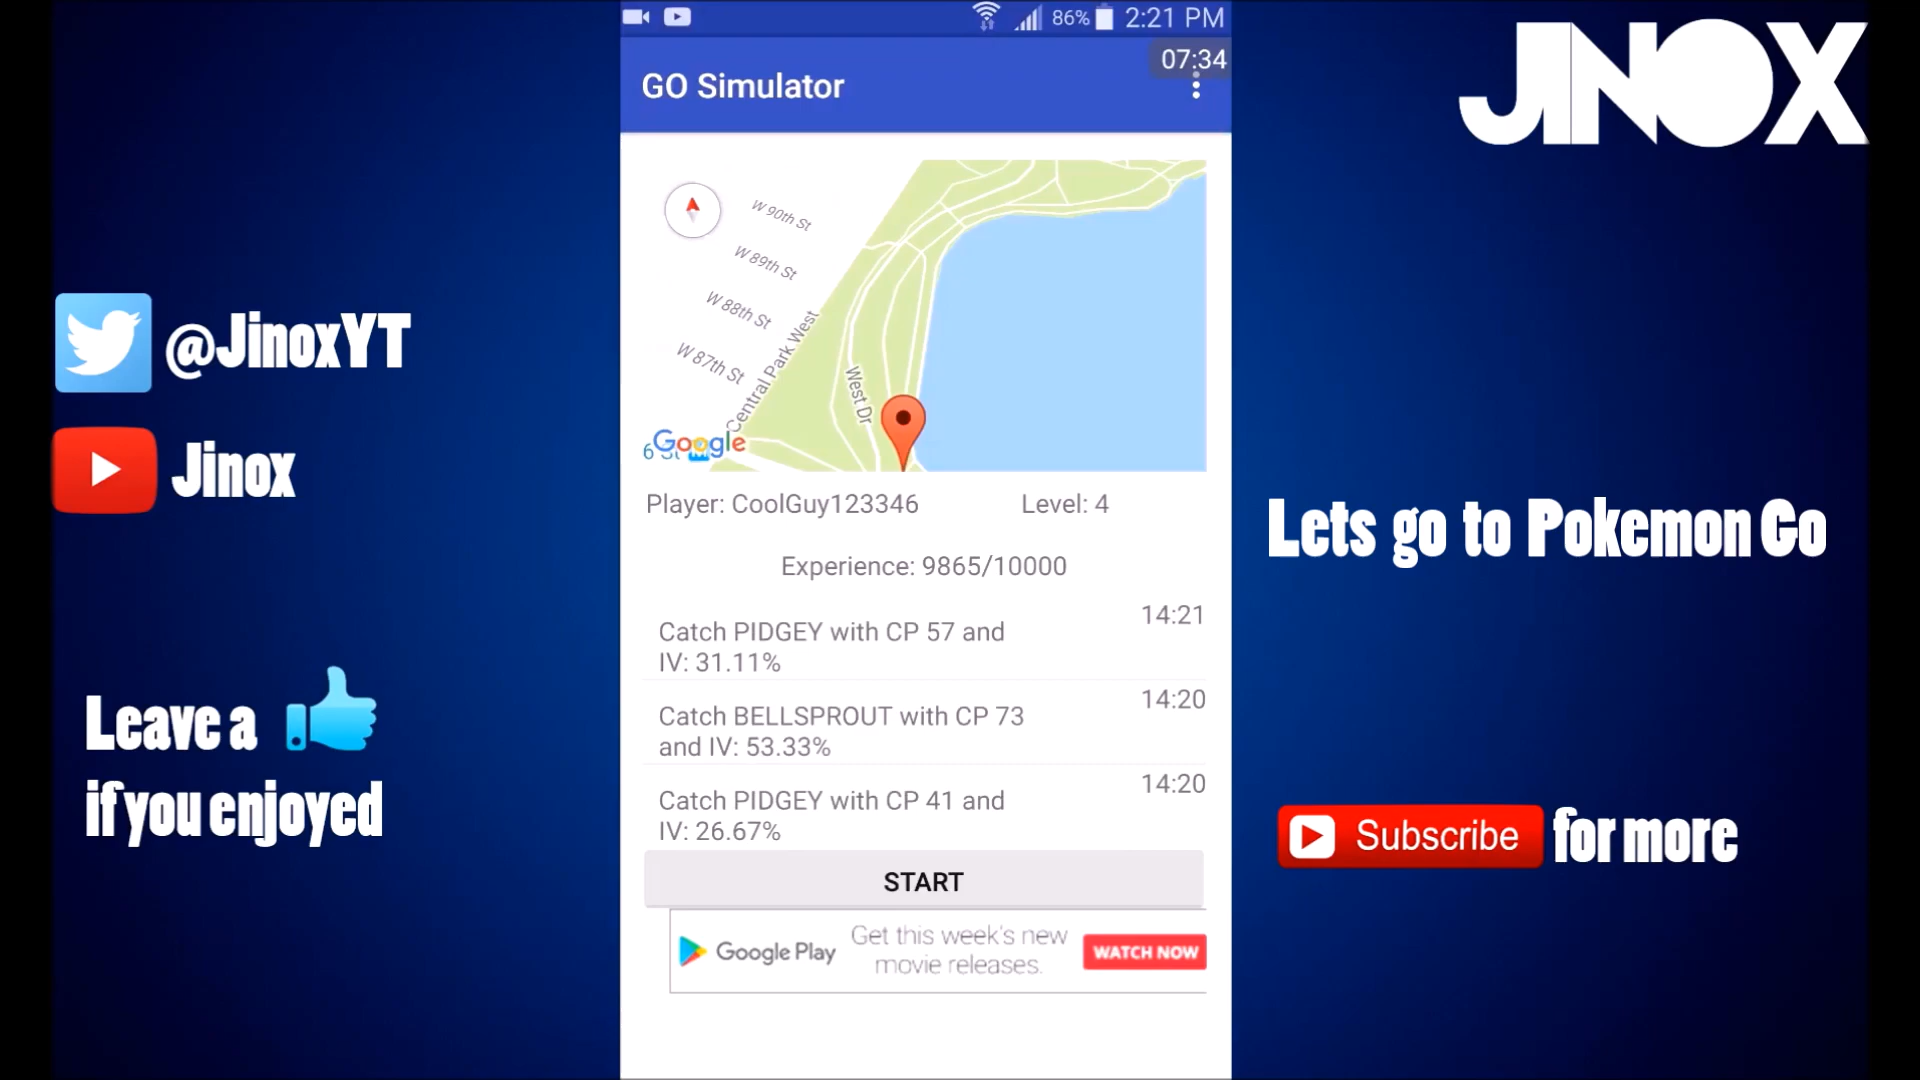 86% 2:21 PM
07:34
GO Simulator
JINOX
W 90th St
W 89th St
W 88th St
W 87th St
Central Park West
West Dr
Google
Player: CoolGuy123346 Level: 4
Experience: 9865/10000
Catch PIDGEY with CP 57 and
IV: 31.11%
14:21
Catch BELLSPROUT with CP 73
and IV: 53.33%
14:20
Catch PIDGEY with CP 41 and
IV: 26.67%
14:20
START
Google Play
Get this week's new
movie releases.
WATCH NOW
@JinoxYT
Jinox
Leave a
if you enjoyed
Lets go to Pokemon Go
Subscribe for more